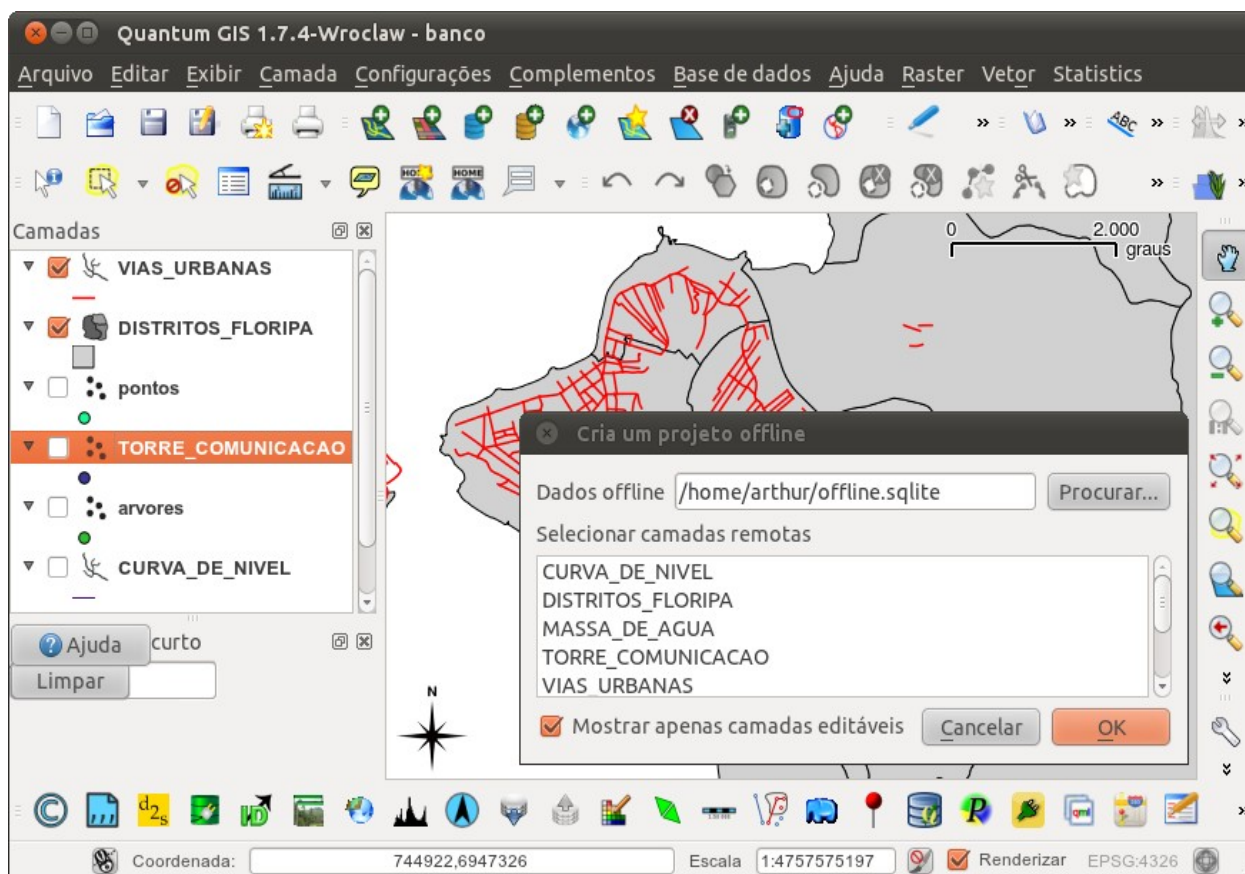 Quantum GIS 1.7.4-Wroclaw - banco
Arquivo Editar Exibir Camada Configurações Complementos Base de dados Ajuda Raster Vetor Statistics
ABC
HOME
Camadas
VIAS_URBANAS
DISTRITOS_FLORIPA
pontos
TORRE_COMUNICACAO
arvores
CURVA_DE_NIVEL
0 2.000
graus
Cria um projeto offline
Dados offline /home/arthur/offline.sqlite Procurar...
Selecionar camadas remotas
CURVA_DE_NIVEL
DISTRITOS_FLORIPA
MASSA_DE_AGUA
TORRE_COMUNICACAO
VIAS_URBANAS
Mostrar apenas camadas editáveis Cancelar OK
Ajuda curto
Limpar
N
Coordenada: 744922,6947326 Escala 1:4757575197 Renderizar EPSG:4326